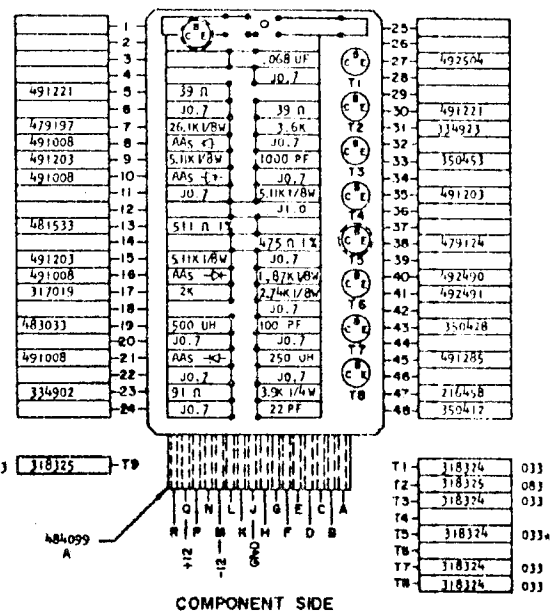 1
2
3
4
491221 5 39 Ω
6 J0.7
479197 7 26.1K 1/8W
491008 8 AAS
491203 9 5.11K 1/8W
491008 10 AAS
11 J0.7
12
481533 13 511 Ω 1%
14
491203 15 5.11K 1/8W
491008 16 AAS
317019 17 2K
18
483033 19 500 UH
20 J0.7
491008 21 AAS
22 J0.7
334902 23 91 Ω
24 J0.7
C B E
25
26
.068 UF 27 492504
J0.7 28
T1 29
39 Ω 30 491221
3.6K T2 31 334923
J0.7 32
1000 PF 33 350453
J0.7 T3 34
5.11K 1/8W 35 491203
J1.0 36
T4 37
475 Ω 1% 38 479124
J0.7 T5 39
1.87K 1/8W 40 492490
2.74K 1/8W 41 492491
J0.7 T6 42
100 PF 43 350428
J0.7 44
250 UH T7 45 491285
J0.7 46
3.9K 1/4W 47 216458
22 PF T8 48 350412
C B E
C B E
C B E
C B E
C B E
C B E
C B E
C B E
3 318325 T9
484099
A
R Q P N M L K J H G F E D C B A
+12
-12
GND
COMPONENT SIDE
T1 318324 033
T2 318325 083
T3 318324 033
T4
T5 318324 033*
T6
T7 318324 033
T8 318324 033